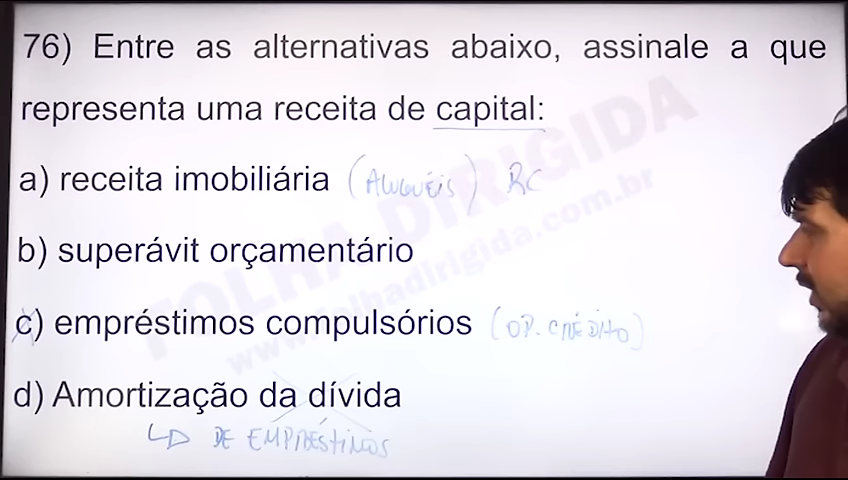 76) Entre as alternativas abaixo, assinale a que
representa uma receita de capital:
a) receita imobiliária (ALUGUÉIS) RC
b) superávit orçamentário
c) empréstimos compulsórios (OP. CRÉDITO)
d) Amortização da dívida
DE EMPRÉSTIMOS
FOLHA DIRIGIDA
www.folhadirigida.com.br